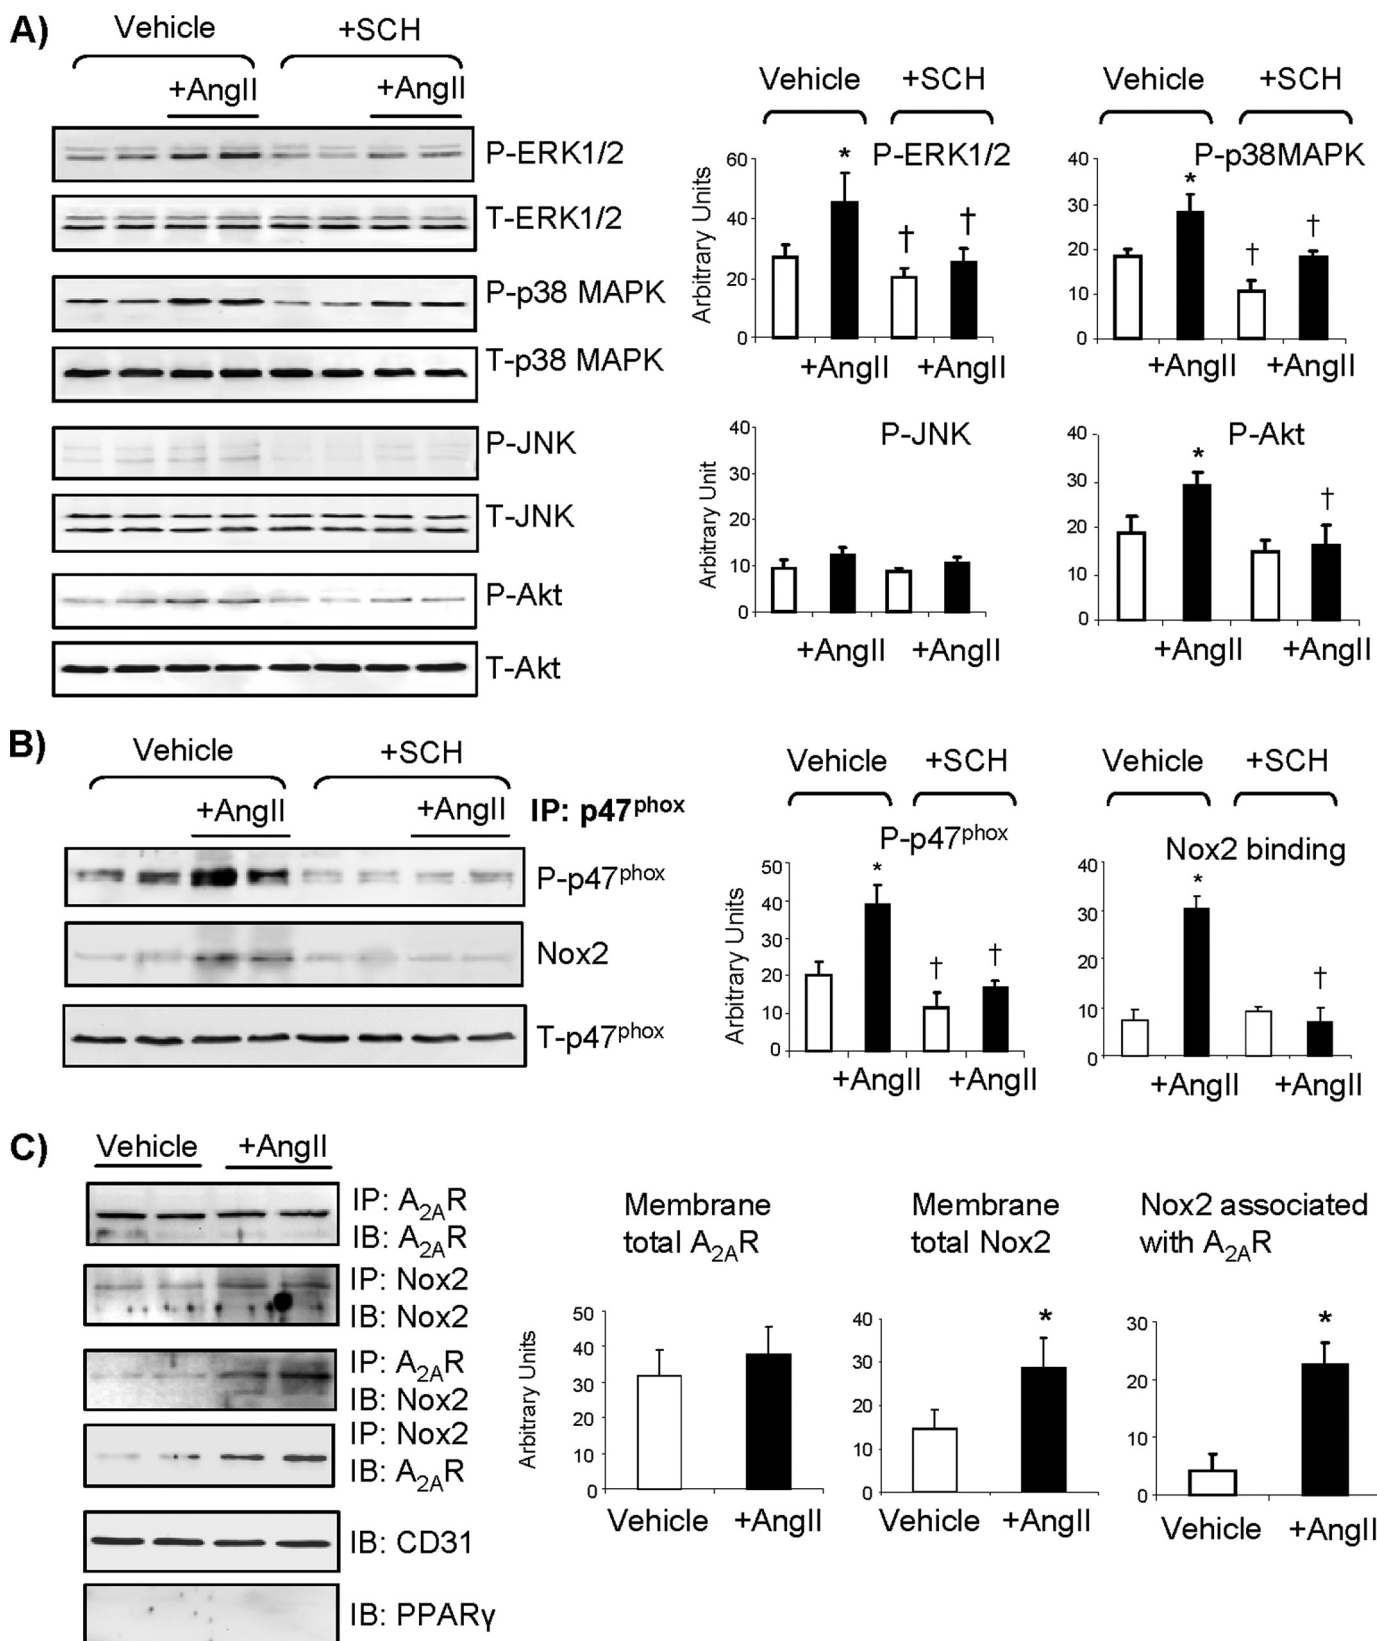 A)
Vehicle
+SCH
+AngII
+AngII
P-ERK1/2
T-ERK1/2
P-p38 MAPK
T-p38 MAPK
P-JNK
T-JNK
P-Akt
T-Akt
Vehicle
+SCH
P-ERK1/2
Arbitrary Units
60
40
20
0
*
†
†
+AngII
+AngII
Vehicle
+SCH
P-p38MAPK
40
30
20
10
0
*
†
†
+AngII
+AngII
P-JNK
Arbitrary Unit
40
30
20
10
0
+AngII
+AngII
P-Akt
40
30
20
10
0
*
†
+AngII
+AngII
B)
Vehicle
+SCH
+AngII
+AngII
IP: p47phox
P-p47phox
Nox2
T-p47phox
Vehicle
+SCH
P-p47phox
Arbitrary Units
50
40
30
20
10
0
*
†
†
+AngII
+AngII
Vehicle
+SCH
Nox2 binding
40
30
20
10
0
*
†
+AngII
+AngII
C)
Vehicle
+AngII
IP: A2AR
IB: A2AR
IP: Nox2
IB: Nox2
IP: A2AR
IB: Nox2
IP: Nox2
IB: A2AR
IB: CD31
IB: PPARγ
Membrane
total A2AR
Arbitrary Units
50
40
30
20
10
0
Vehicle
+AngII
Membrane
total Nox2
40
30
20
10
0
*
Vehicle
+AngII
Nox2 associated
with A2AR
30
20
10
0
*
Vehicle
+AngII